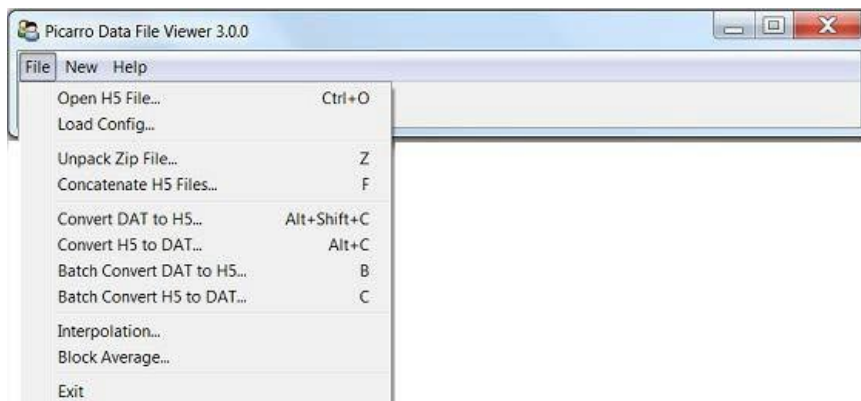 Picarro Data File Viewer 3.0.0
File New Help
Open H5 File... Ctrl+O
Load Config...
Unpack Zip File... Z
Concatenate H5 Files... F
Convert DAT to H5... Alt+Shift+C
Convert H5 to DAT... Alt+C
Batch Convert DAT to H5... B
Batch Convert H5 to DAT... C
Interpolation...
Block Average...
Exit